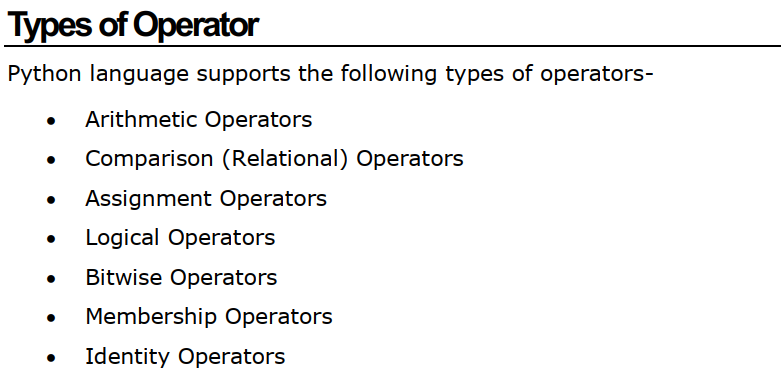 Types of Operator
Python language supports the following types of operators-
• Arithmetic Operators
• Comparison (Relational) Operators
• Assignment Operators
• Logical Operators
• Bitwise Operators
• Membership Operators
• Identity Operators